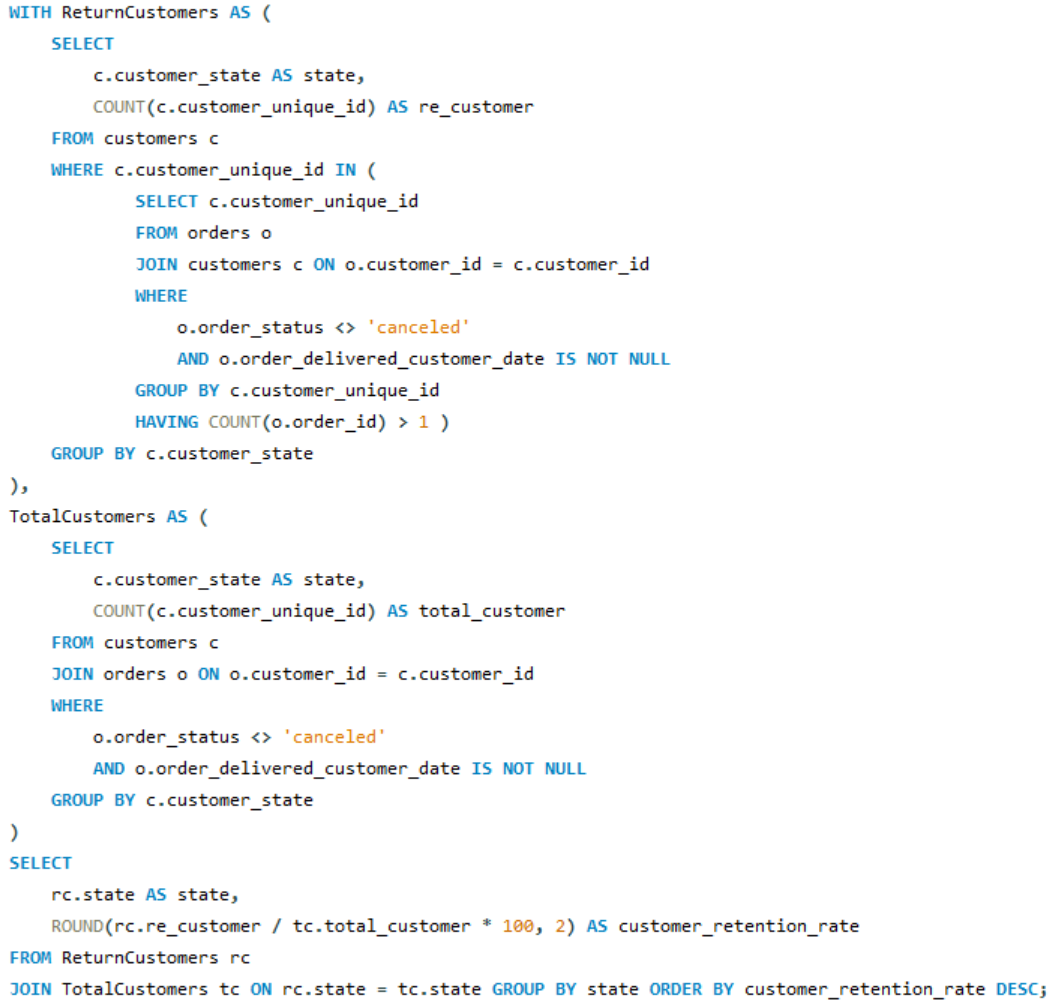 WITH ReturnCustomers AS (
    SELECT
        c.customer_state AS state,
        COUNT(c.customer_unique_id) AS re_customer
    FROM customers c
    WHERE c.customer_unique_id IN (
            SELECT c.customer_unique_id
            FROM orders o
            JOIN customers c ON o.customer_id = c.customer_id
            WHERE
                o.order_status <> 'canceled'
                AND o.order_delivered_customer_date IS NOT NULL
            GROUP BY c.customer_unique_id
            HAVING COUNT(o.order_id) > 1 )
    GROUP BY c.customer_state
),
TotalCustomers AS (
    SELECT
        c.customer_state AS state,
        COUNT(c.customer_unique_id) AS total_customer
    FROM customers c
    JOIN orders o ON o.customer_id = c.customer_id
    WHERE
        o.order_status <> 'canceled'
        AND o.order_delivered_customer_date IS NOT NULL
    GROUP BY c.customer_state
)
SELECT
    rc.state AS state,
    ROUND(rc.re_customer / tc.total_customer * 100, 2) AS customer_retention_rate
FROM ReturnCustomers rc
JOIN TotalCustomers tc ON rc.state = tc.state GROUP BY state ORDER BY customer_retention_rate DESC;